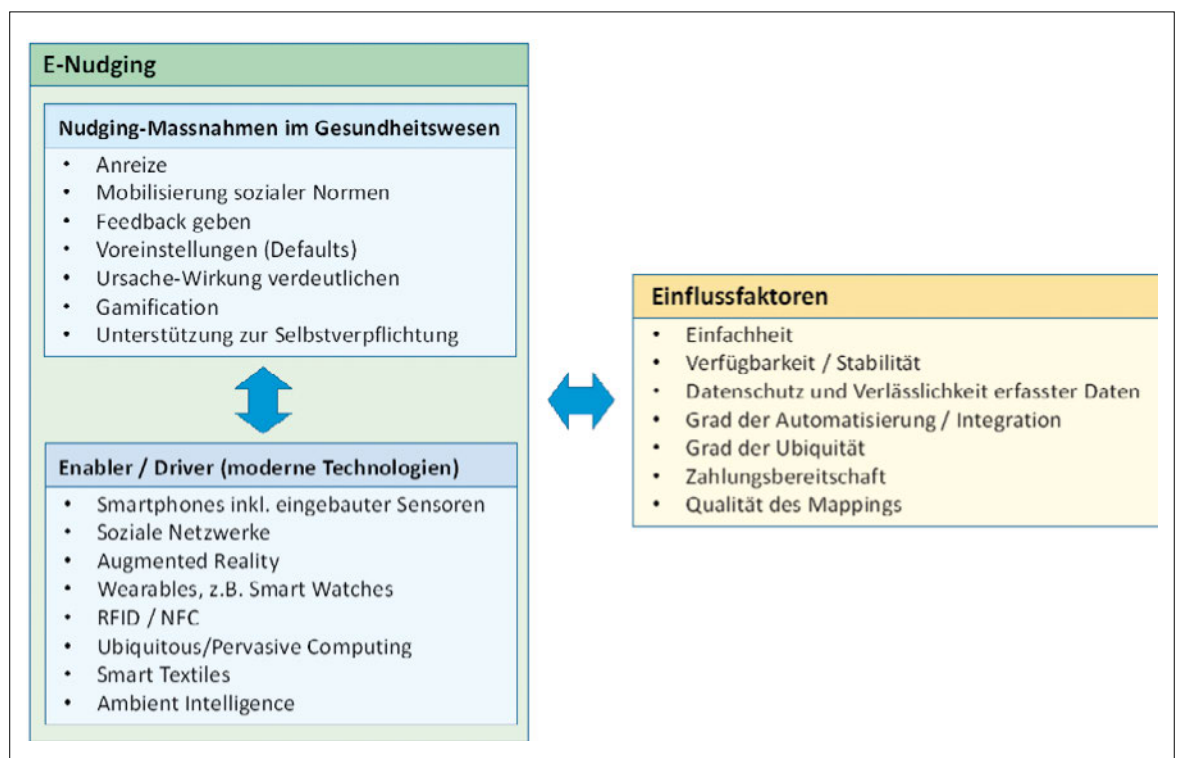 E-Nudging
Nudging-Massnahmen im Gesundheitswesen
• Anreize
• Mobilisierung sozialer Normen
• Feedback geben
• Voreinstellungen (Defaults)
• Ursache-Wirkung verdeutlichen
• Gamification
• Unterstützung zur Selbstverpflichtung
Enabler / Driver (moderne Technologien)
• Smartphones inkl. eingebauter Sensoren
• Soziale Netzwerke
• Augmented Reality
• Wearables, z.B. Smart Watches
• RFID / NFC
• Ubiquitous/Pervasive Computing
• Smart Textiles
• Ambient Intelligence
Einflussfaktoren
• Einfachheit
• Verfügbarkeit / Stabilität
• Datenschutz und Verlässlichkeit erfasster Daten
• Grad der Automatisierung / Integration
• Grad der Ubiquität
• Zahlungsbereitschaft
• Qualität des Mappings